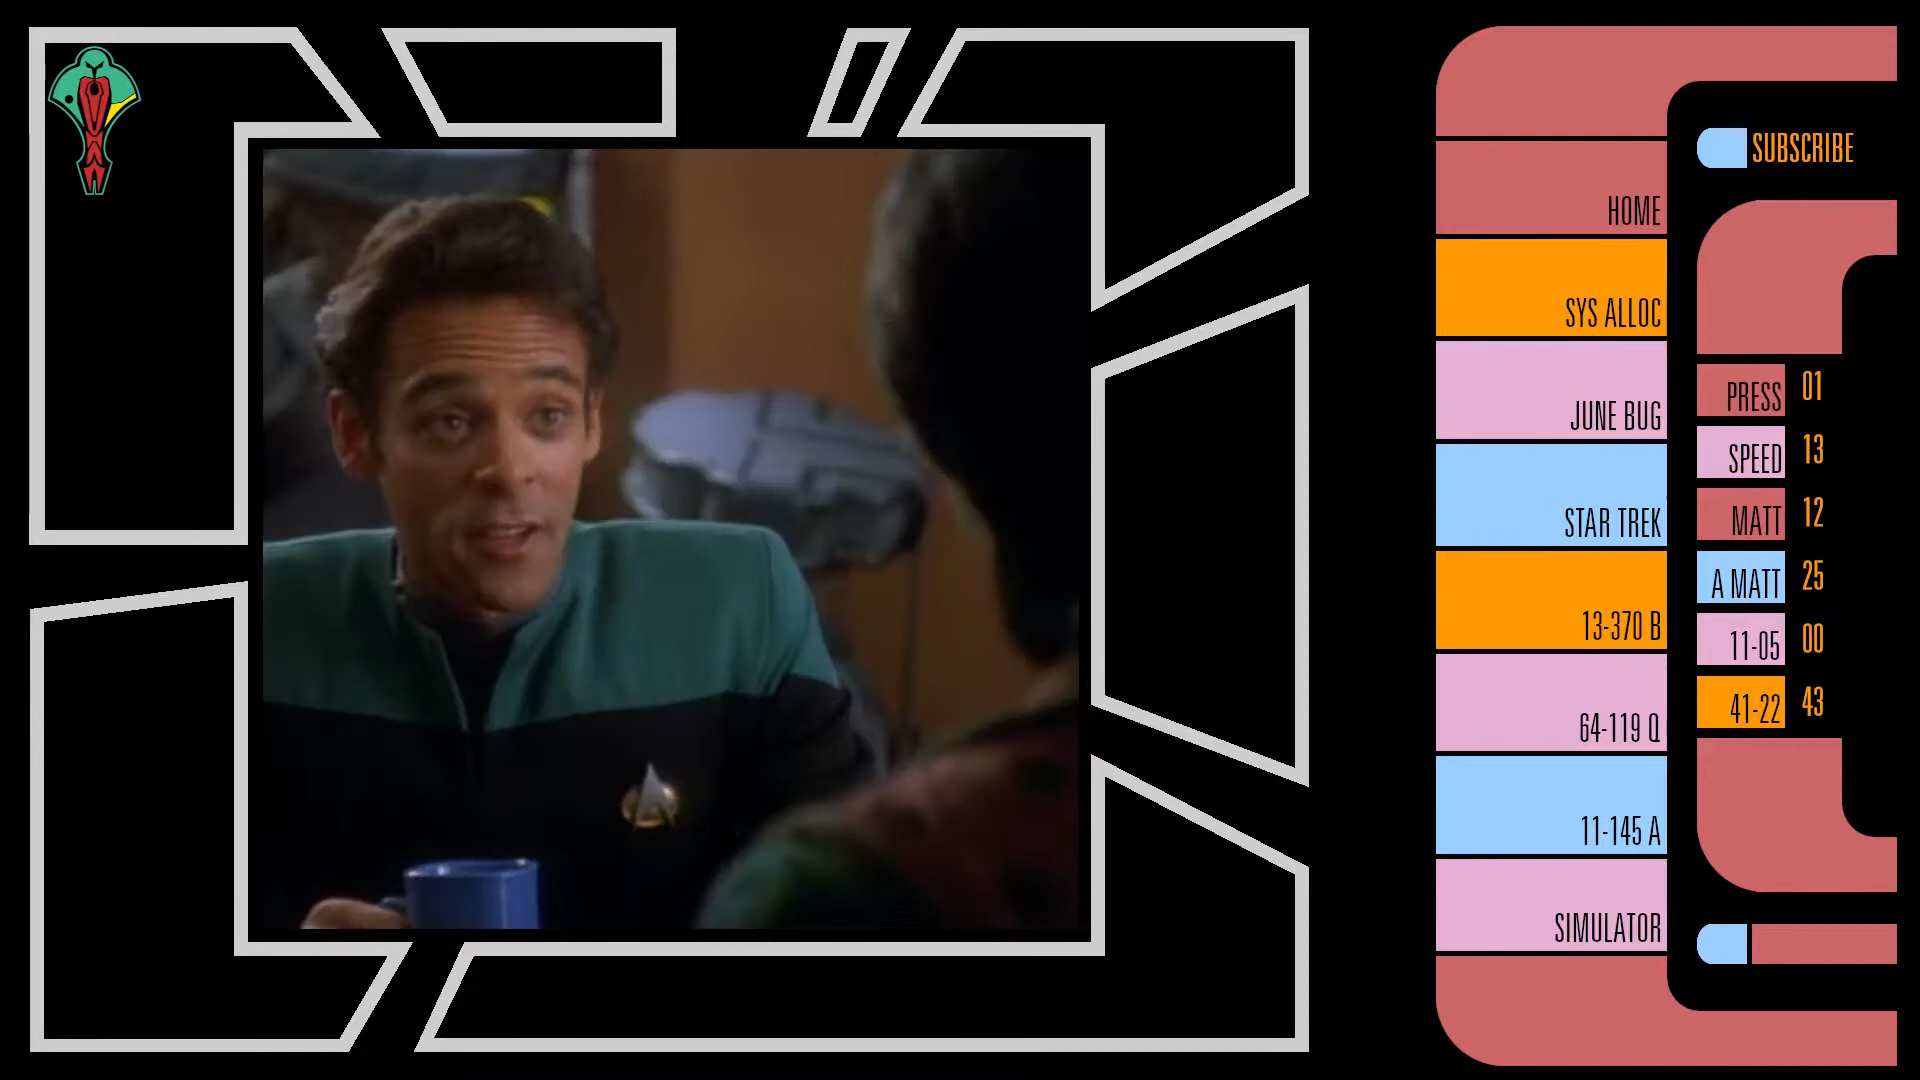 SUBSCRIBE
HOME
SYS ALLOC
JUNE BUG
STAR TREK
13-370 B
64-119 Q
11-145 A
SIMULATOR
PRESS 01
SPEED 13
MATT 12
A MATT 25
11-05 00
41-22 43